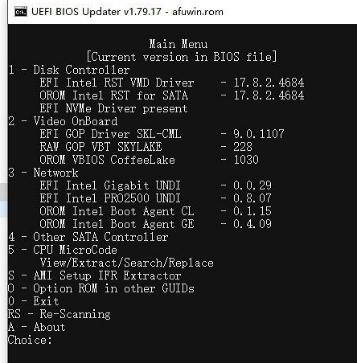 UEFI BIOS Updater v1.79.17 - afuwin.rom
Main Menu
[Current version in BIOS file]
1 - Disk Controller
EFI Intel RST VMD Driver - 17.8.2.4684
OROM Intel RST for SATA - 17.8.2.4684
EFI NVMe Driver present
2 - Video OnBoard
EFI GOP Driver SKL-CML - 9.0.1107
RAW GOP VBT SKYLAKE - 228
OROM VBIOS CoffeeLake - 1030
3 - Network
EFI Intel Gigabit UNDI - 0.0.29
EFI Intel PRO2500 UNDI - 0.8.07
OROM Intel Boot Agent CL - 0.1.15
OROM Intel Boot Agent GE - 0.4.09
4 - Other SATA Controller
5 - CPU MicroCode
View/Extract/Search/Replace
S - AMI Setup IFR Extractor
O - Option ROM in other GUIDs
0 - Exit
RS - Re-Scanning
A - About
Choice: